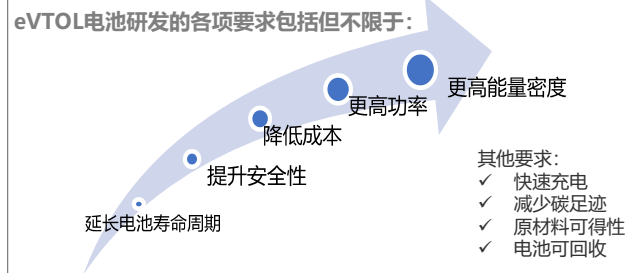 eVTOL电池研发的各项要求包括但不限于：
更高能量密度
更高功率
降低成本
提升安全性
延长电池寿命周期
其他要求：
✓ 快速充电
✓ 减少碳足迹
✓ 原材料可得性
✓ 电池可回收